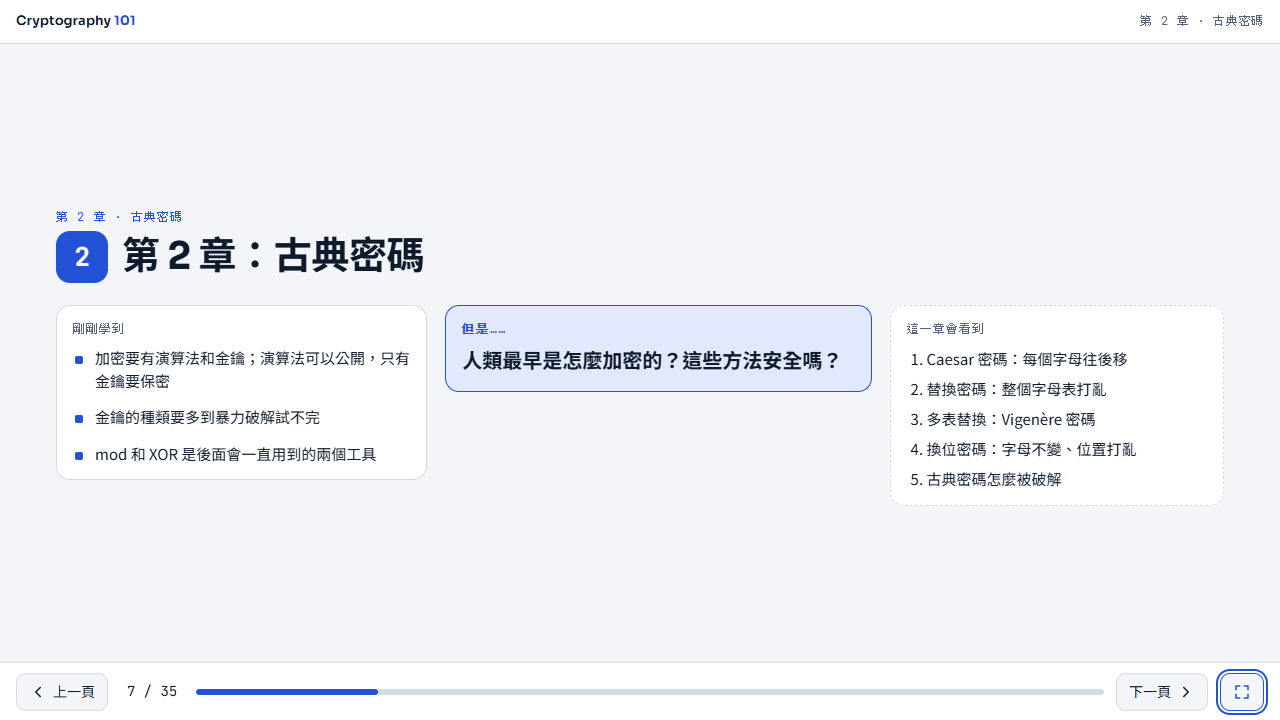 Cryptography 101
第 2 章 · 古典密碼
第 2 章 · 古典密碼
2
第 2 章：古典密碼
剛剛學到
加密要有演算法和金鑰；演算法可以公開，只有
金鑰要保密
金鑰的種類要多到暴力破解試不完
mod 和 XOR 是後面會一直用到的兩個工具
但是……
人類最早是怎麼加密的？這些方法安全嗎？
這一章會看到
1. Caesar 密碼：每個字母往後移
2. 替換密碼：整個字母表打亂
3. 多表替換：Vigenère 密碼
4. 換位密碼：字母不變、位置打亂
5. 古典密碼怎麼被破解
上一頁
7 / 35
下一頁